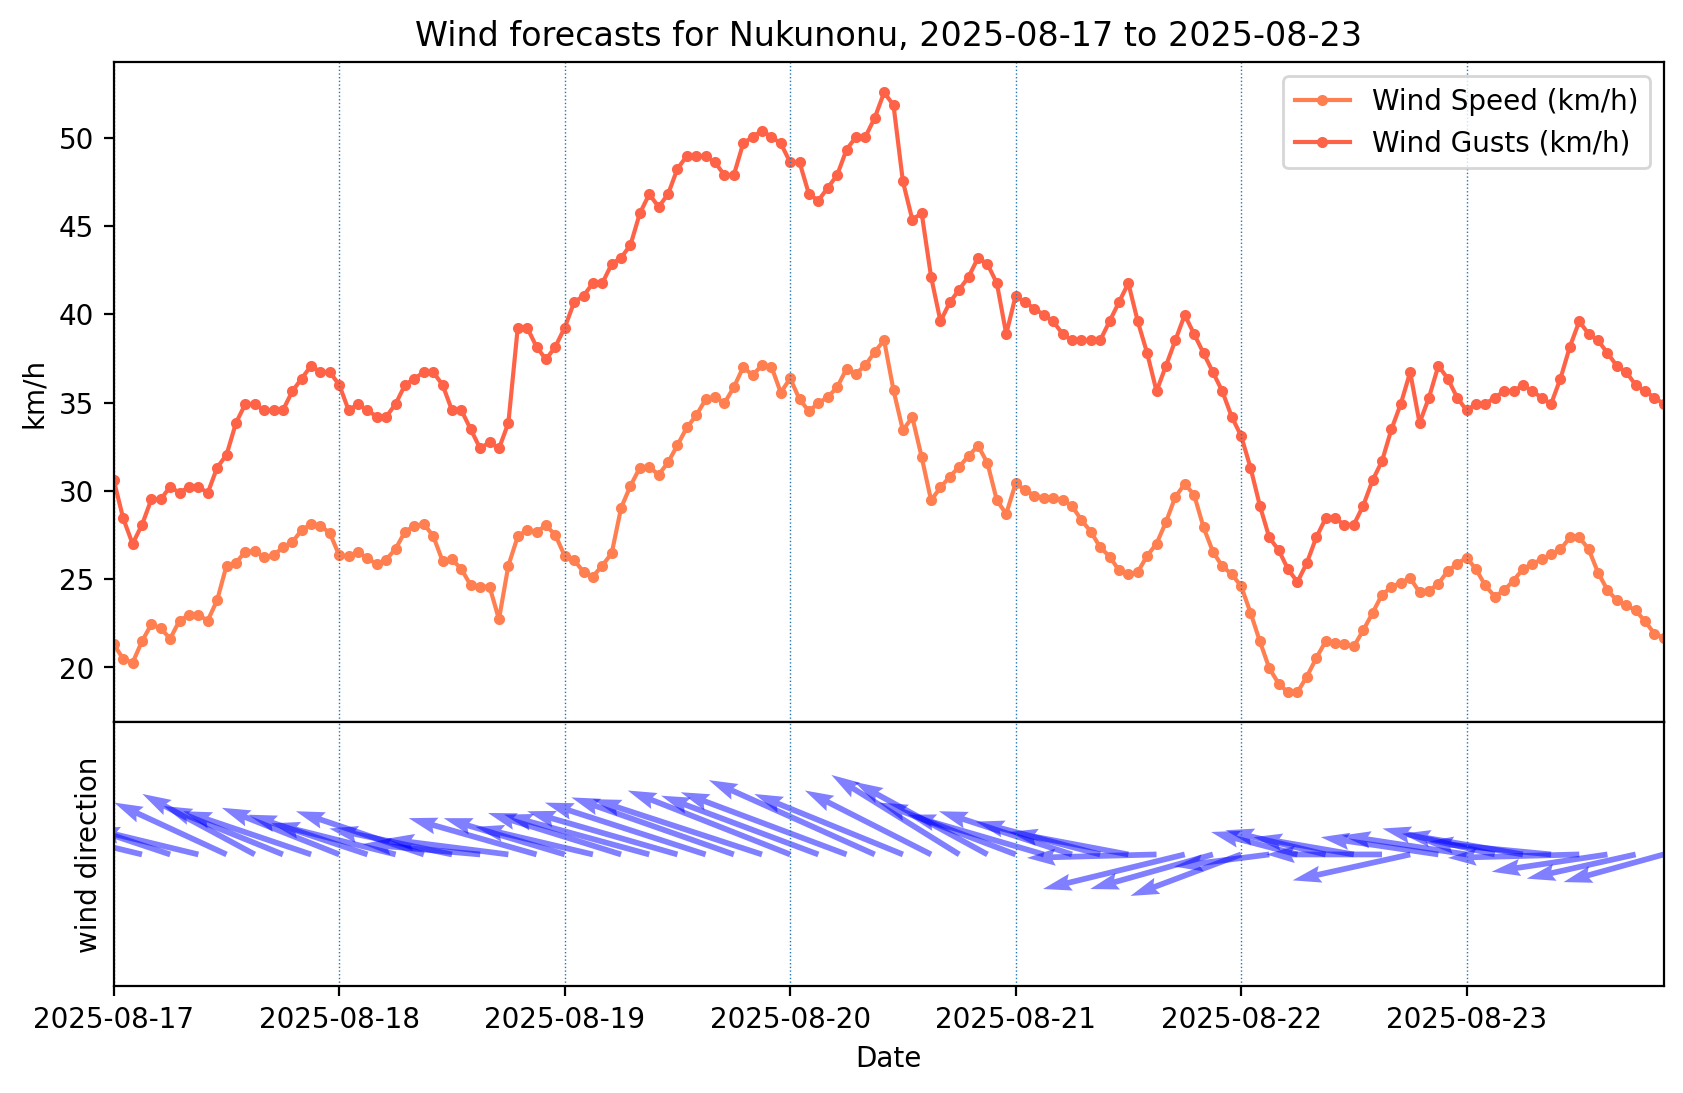 Wind forecasts for Nukunonu, 2025-08-17 to 2025-08-23
Wind Speed (km/h)
Wind Gusts (km/h)
50
45
40
35
30
25
20
km/h
wind direction
2025-08-17 2025-08-18 2025-08-19 2025-08-20 2025-08-21 2025-08-22 2025-08-23
Date